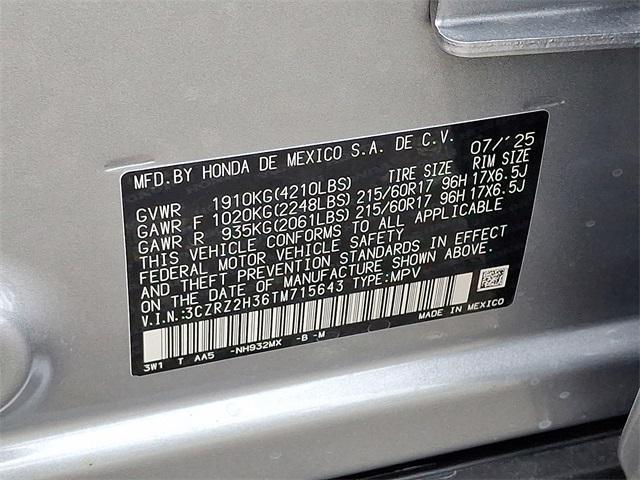 MFD. BY HONDA DE MEXICO S.A. DE C.V. 07/'25
TIRE SIZE RIM SIZE
GVWR 1910KG(4210LBS)
GAWR F 1020KG(2248LBS) 215/60R17 96H 17X6.5J
GAWR R 935KG(2061LBS) 215/60R17 96H 17X6.5J
THIS VEHICLE CONFORMS TO ALL APPLICABLE
FEDERAL MOTOR VEHICLE SAFETY
AND THEFT PREVENTION STANDARDS IN EFFECT
ON THE DATE OF MANUFACTURE SHOWN ABOVE.
V.I.N.:3CZRZ2H36TM715643 TYPE:MPV
MADE IN MEXICO
3W1 T AA5 -NH932MX -B -M